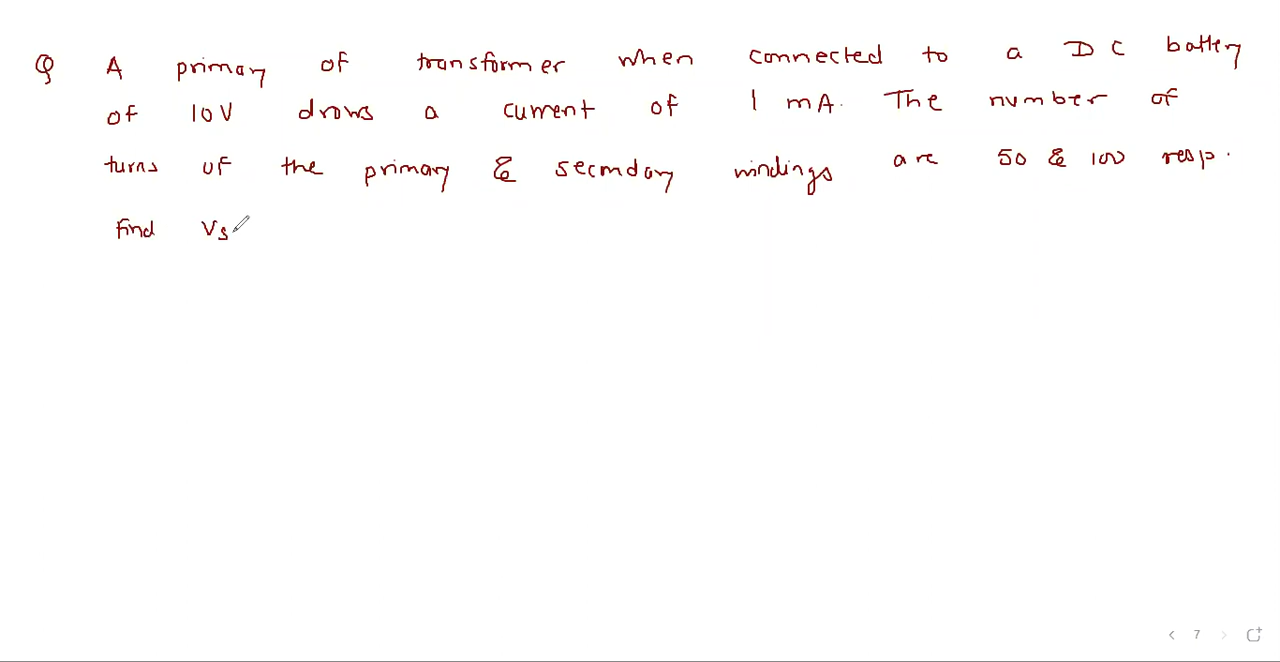 Q A primary of transformer when connected to a DC battery
of 10V draws a current of 1 mA. The number of
turns of the primary & secondary windings are 50 & 100 resp.
Find Vs
7